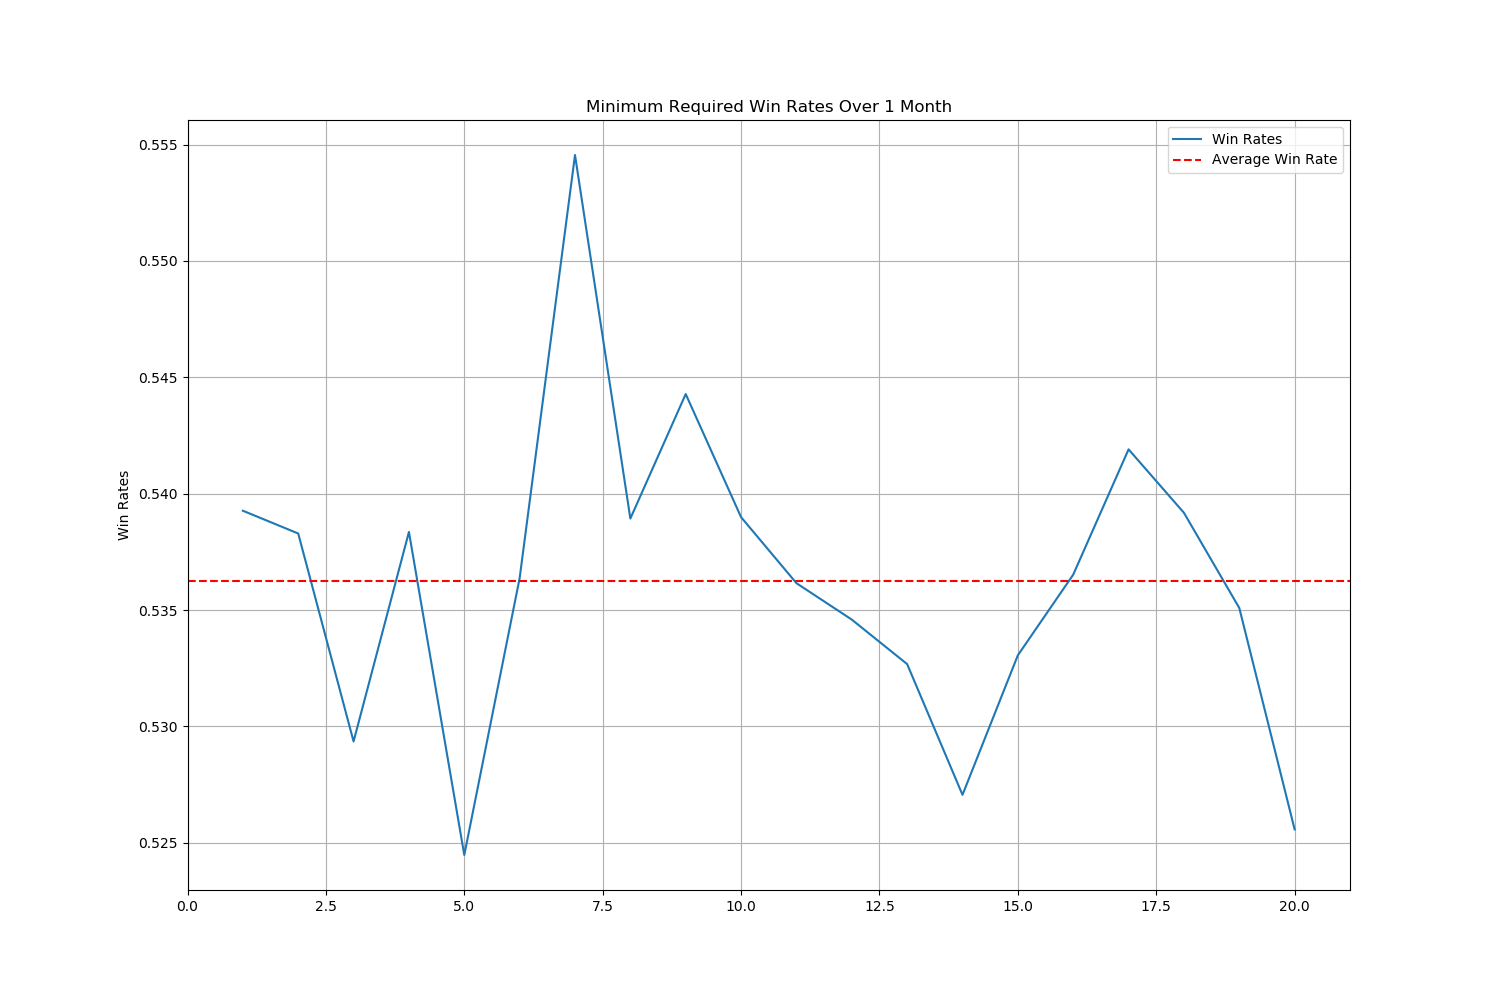 Minimum Required Win Rates Over 1 Month
Win Rates
Average Win Rate
0.555
0.550
0.545
0.540
0.535
0.530
0.525
Win Rates
0.0 2.5 5.0 7.5 10.0 12.5 15.0 17.5 20.0